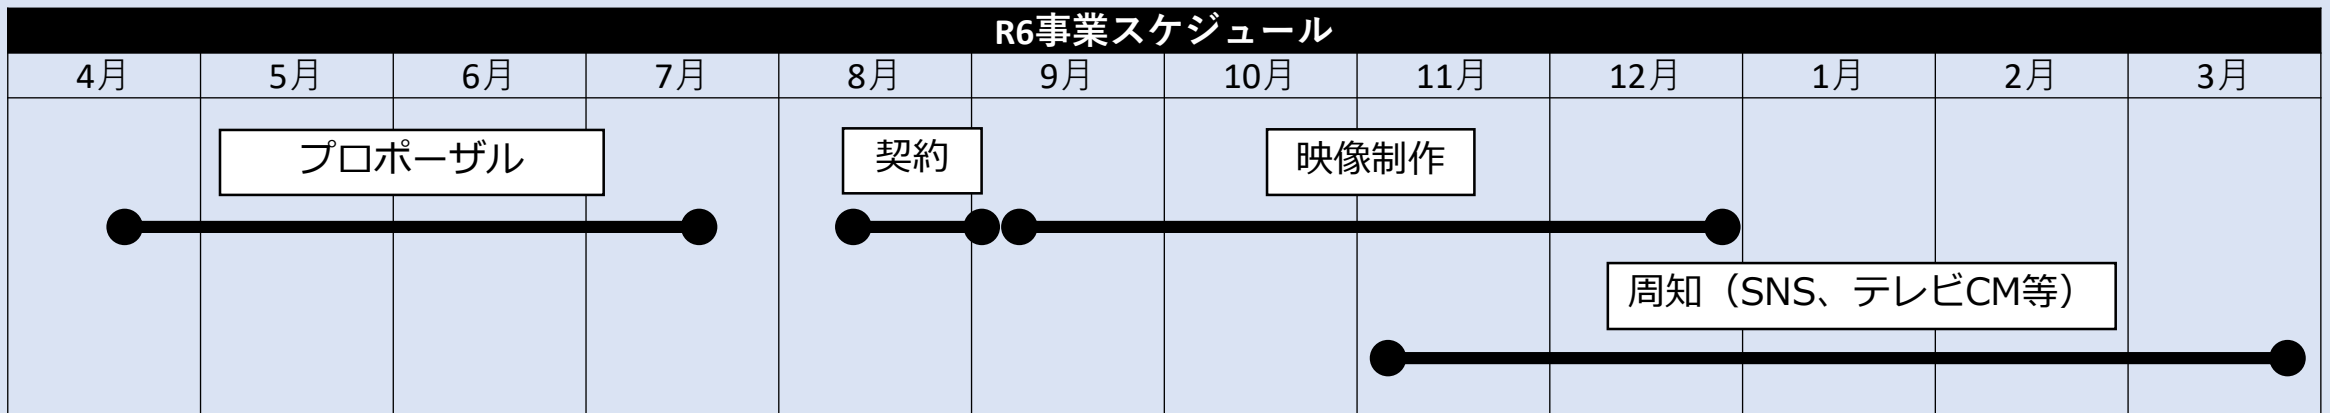 R6事業スケジュール
4月 5月 6月 7月 8月 9月 10月 11月 12月 1月 2月 3月
プロポーザル 契約 映像制作
周知（SNS、テレビCM等）